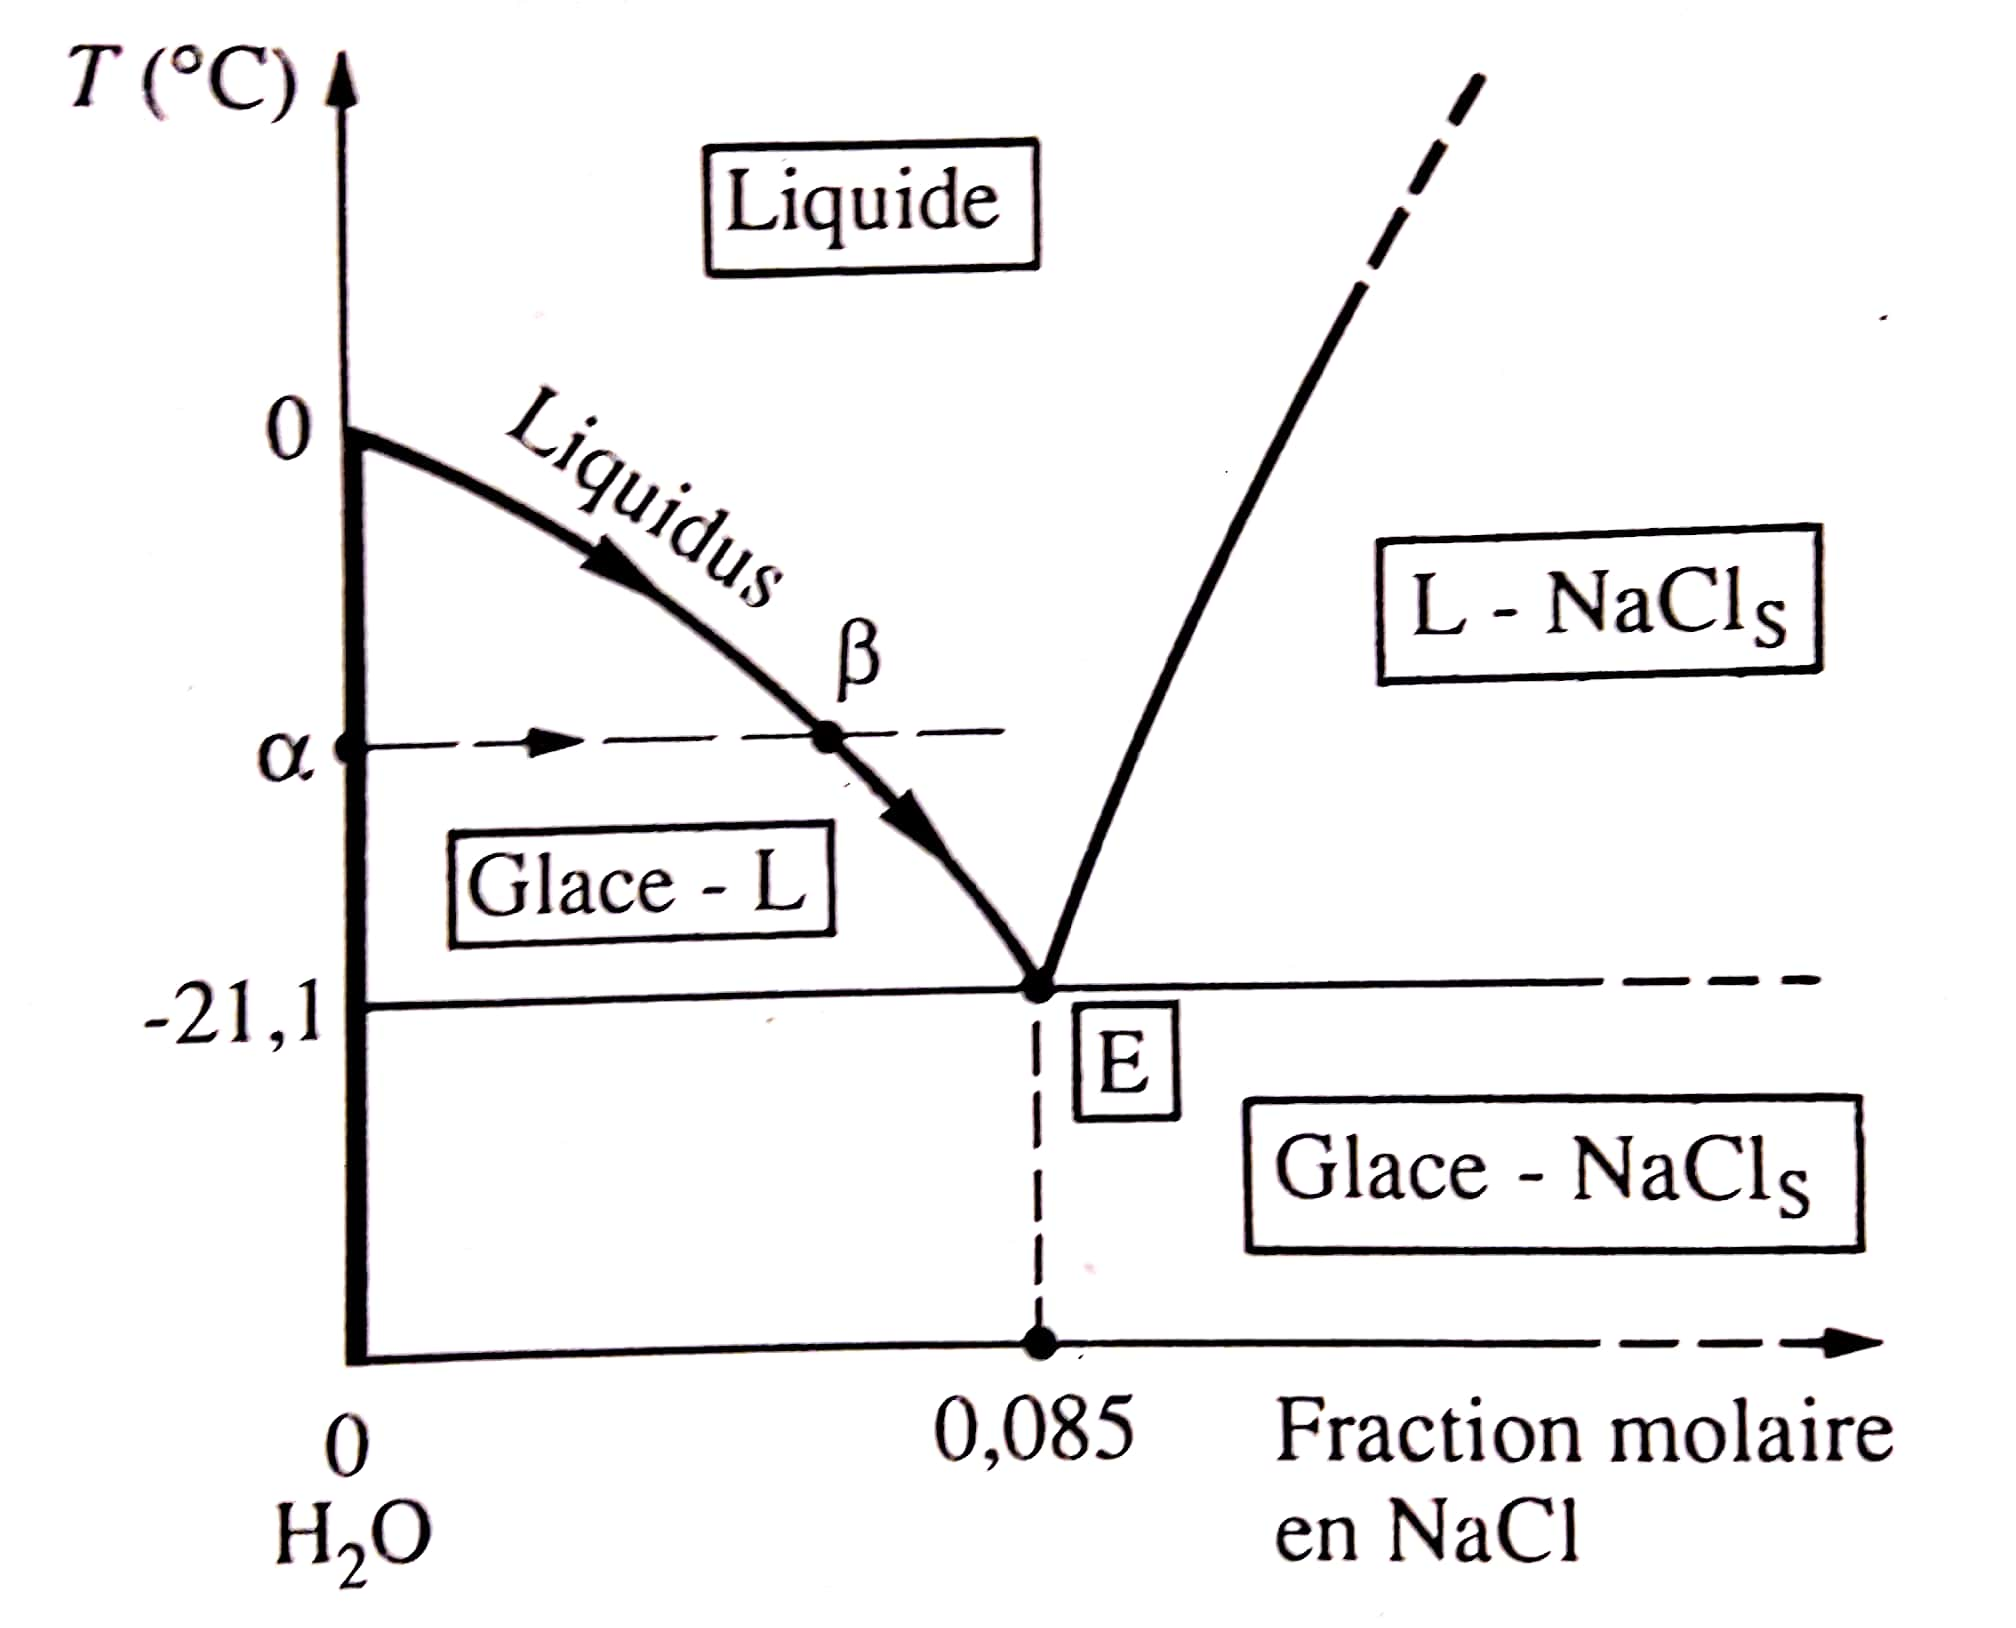 T (°C)
Liquide
0
Liquidus
β
L - NaClS
α
Glace - L
-21,1
E
Glace - NaClS
0
0,085
Fraction molaire
en NaCl
H2O